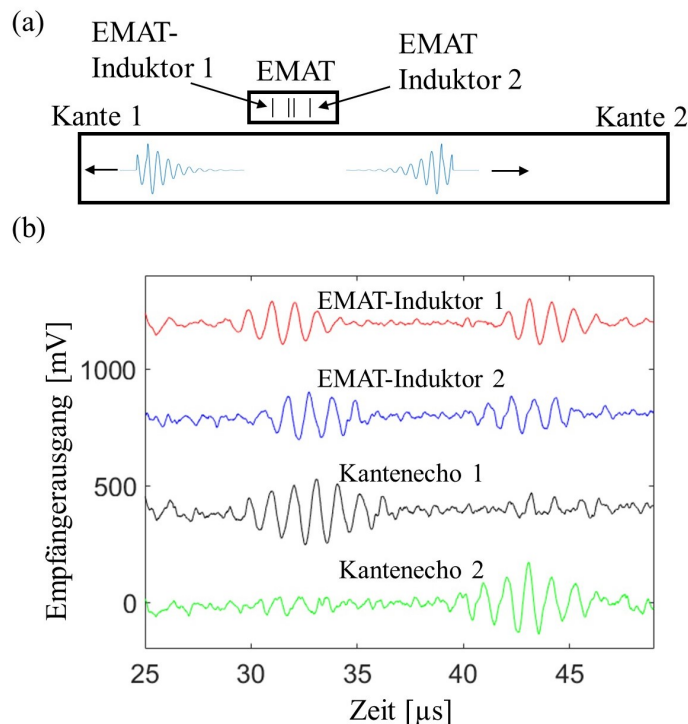 (a)
EMAT-
Induktor 1
EMAT
EMAT
Induktor 2
Kante 1
Kante 2
(b)
EMAT-Induktor 1
1000
EMAT-Induktor 2
Kantenecho 1
500
Kantenecho 2
0
Empfängerausgang [mV]
25
30
35
40
45
Zeit [µs]